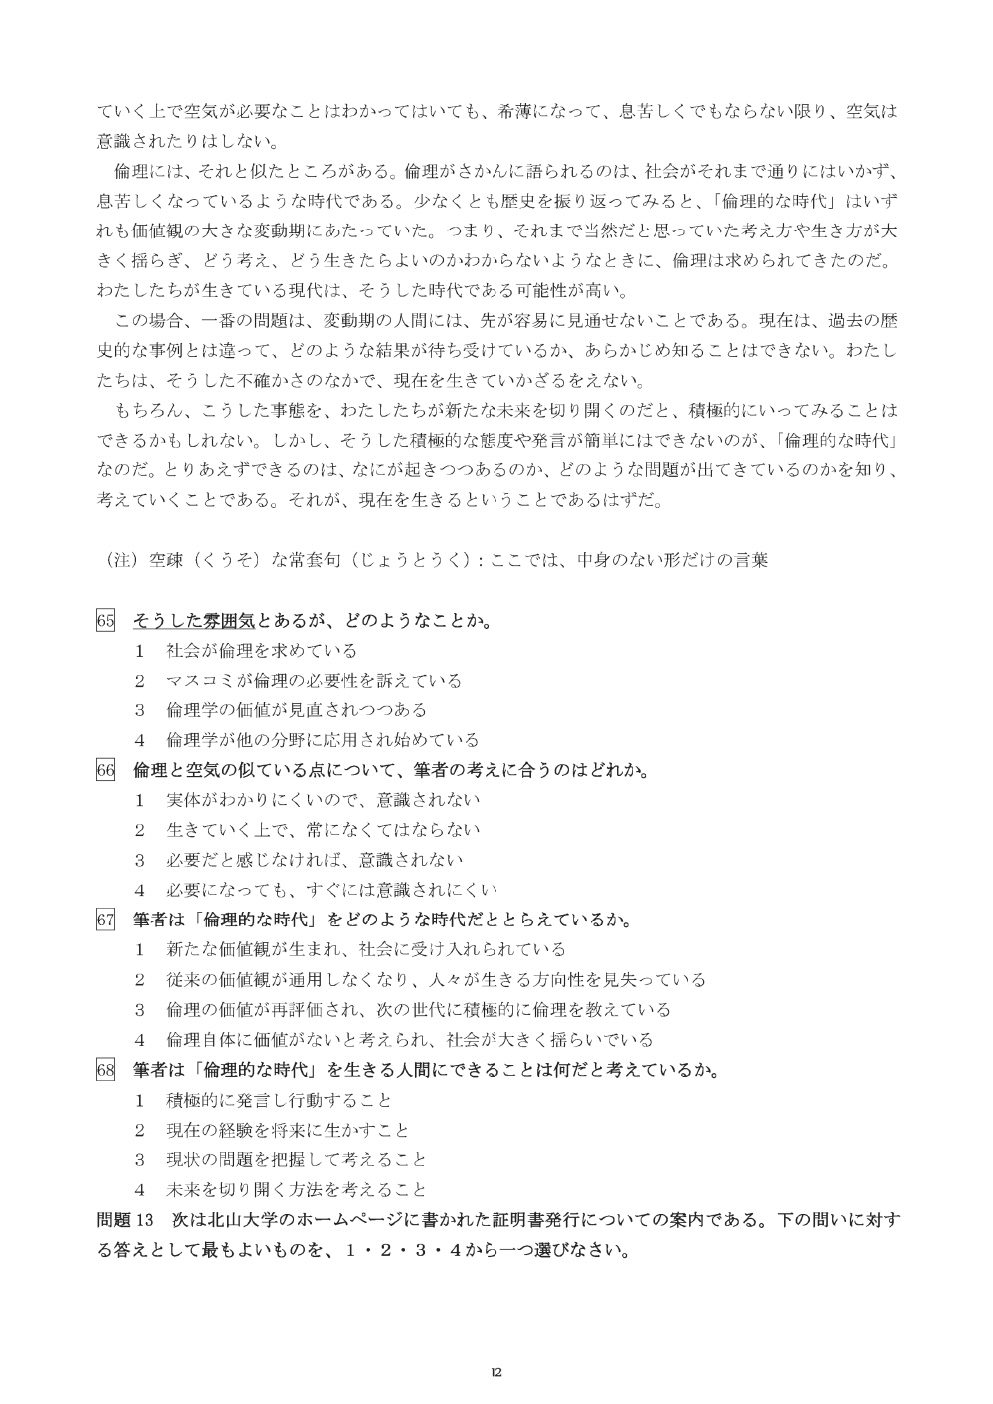 ていく上で空気が必要なことはわかってはいても、希薄になって、息苦しくでもならない限り、空気は
意識されたりはしない。
倫理には、それと似たところがある。倫理がさかんに語られるのは、社会がそれまで通りにはいかず、
息苦しくなっているような時代である。少なくとも歴史を振り返ってみると、「倫理的な時代」はいず
れも価値観の大きな変動期にあたっていた。つまり、それまで当然だと思っていた考え方や生き方が大
きく揺らぎ、どう考え、どう生きたらよいのかわからないようなときに、倫理は求められてきたのだ。
わたしたちが生きている現代は、そうした時代である可能性が高い。
この場合、一番の問題は、変動期の人間には、先が容易に見通せないことである。現在は、過去の歴
史的な事例とは違って、どのような結果が待ち受けているか、あらかじめ知ることはできない。わたし
たちは、そうした不確かさのなかで、現在を生きていかざるをえない。
もちろん、こうした事態を、わたしたちが新たな未来を切り開くのだと、積極的にいってみることは
できるかもしれない。しかし、そうした積極的な態度や発言が簡単にはできないのが、「倫理的な時代」
なのだ。とりあえずできるのは、なにが起きつつあるのか、どのような問題が出てきているのかを知り、
考えていくことである。それが、現在を生きるということであるはずだ。
（注）空疎（くうそ）な常套句（じょうとうく）: ここでは、中身のない形だけの言葉
65 そうした雰囲気とあるが、どのようなことか。
1 社会が倫理を求めている
2 マスコミが倫理の必要性を訴えている
3 倫理学の価値が見直されつつある
4 倫理学が他の分野に応用され始めている
66 倫理と空気の似ている点について、筆者の考えに合うのはどれか。
1 実体がわかりにくいので、意識されない
2 生きていく上で、常になくてはならない
3 必要だと感じなければ、意識されない
4 必要になっても、すぐには意識されにくい
67 筆者は「倫理的な時代」をどのような時代だととらえているか。
1 新たな価値観が生まれ、社会に受け入れられている
2 従来の価値観が通用しなくなり、人々が生きる方向性を見失っている
3 倫理の価値が再評価され、次の世代に積極的に倫理を教えている
4 倫理自体に価値がないと考えられ、社会が大きく揺らいでいる
68 筆者は「倫理的な時代」を生きる人間にできることは何だと考えているか。
1 積極的に発言し行動すること
2 現在の経験を将来に生かすこと
3 現状の問題を把握して考えること
4 未来を切り開く方法を考えること
問題 13 次は北山大学のホームページに書かれた証明書発行についての案内である。下の問いに対す
る答えとして最もよいものを、１・２・３・４から一つ選びなさい。
12